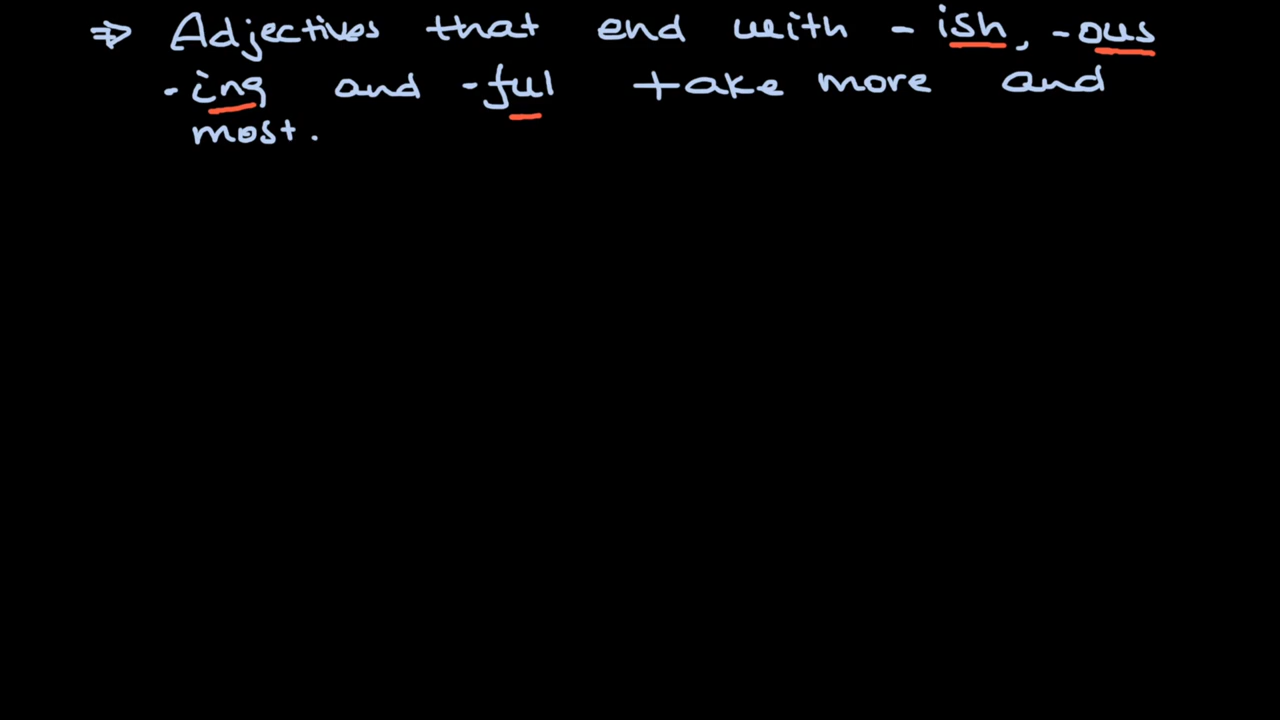 ⇒ Adjectives that end with -ish, -ous
-ing and -ful take more and
most.